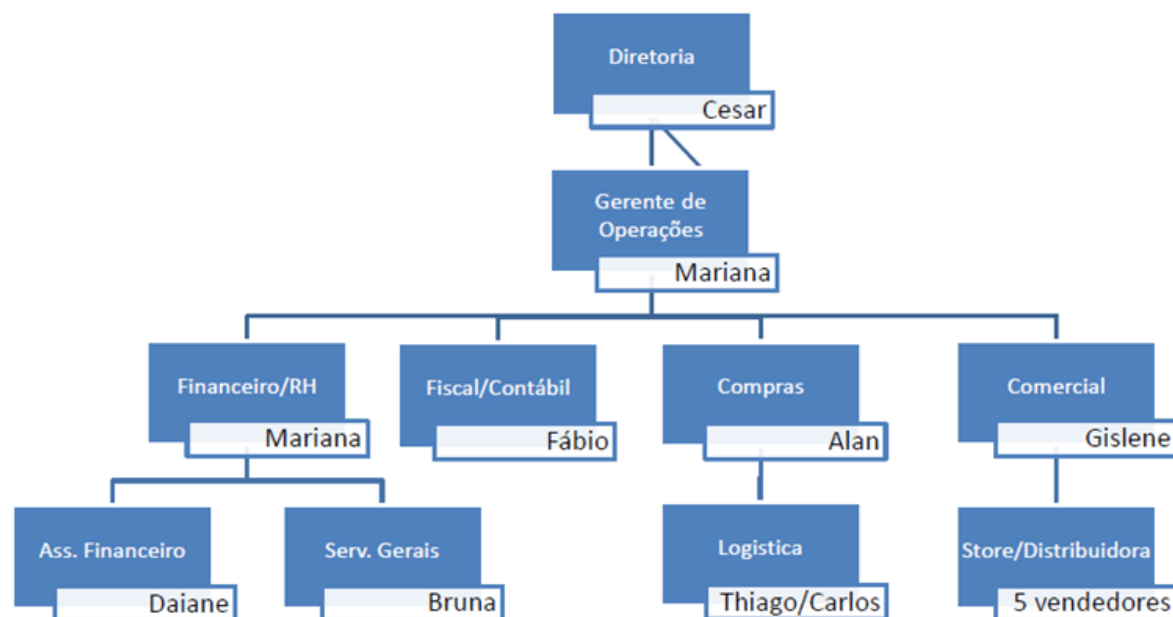 Diretoria
Cesar
Gerente de
Operações
Mariana
Financeiro/RH
Mariana
Fiscal/Contábil
Fábio
Compras
Alan
Comercial
Gislene
Ass. Financeiro
Daiane
Serv. Gerais
Bruna
Logistica
Thiago/Carlos
Store/Distribuidora
5 vendedores